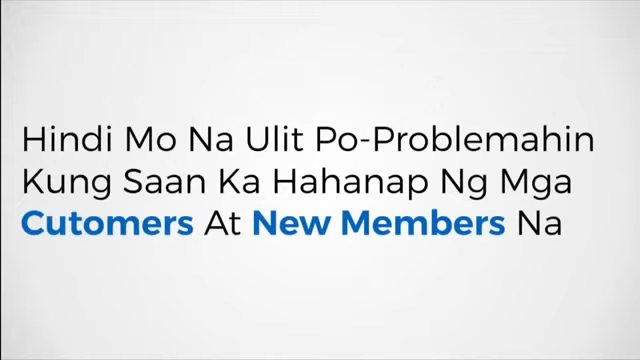 Hindi Mo Na Ulit Po-Problemahin
Kung Saan Ka Hahanap Ng Mga
Cutomers At New Members Na